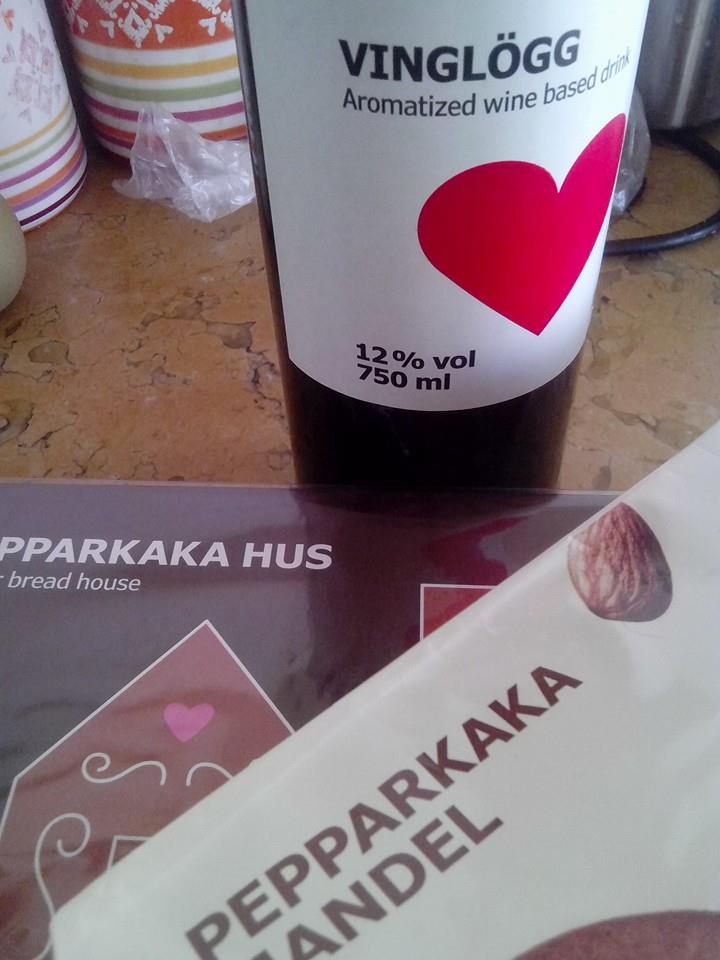 VINGLÖGG
Aromatized wine based drink
12% vol
750 ml
PPARKAKA HUS
bread house
PEPPARKAKA
MANDEL